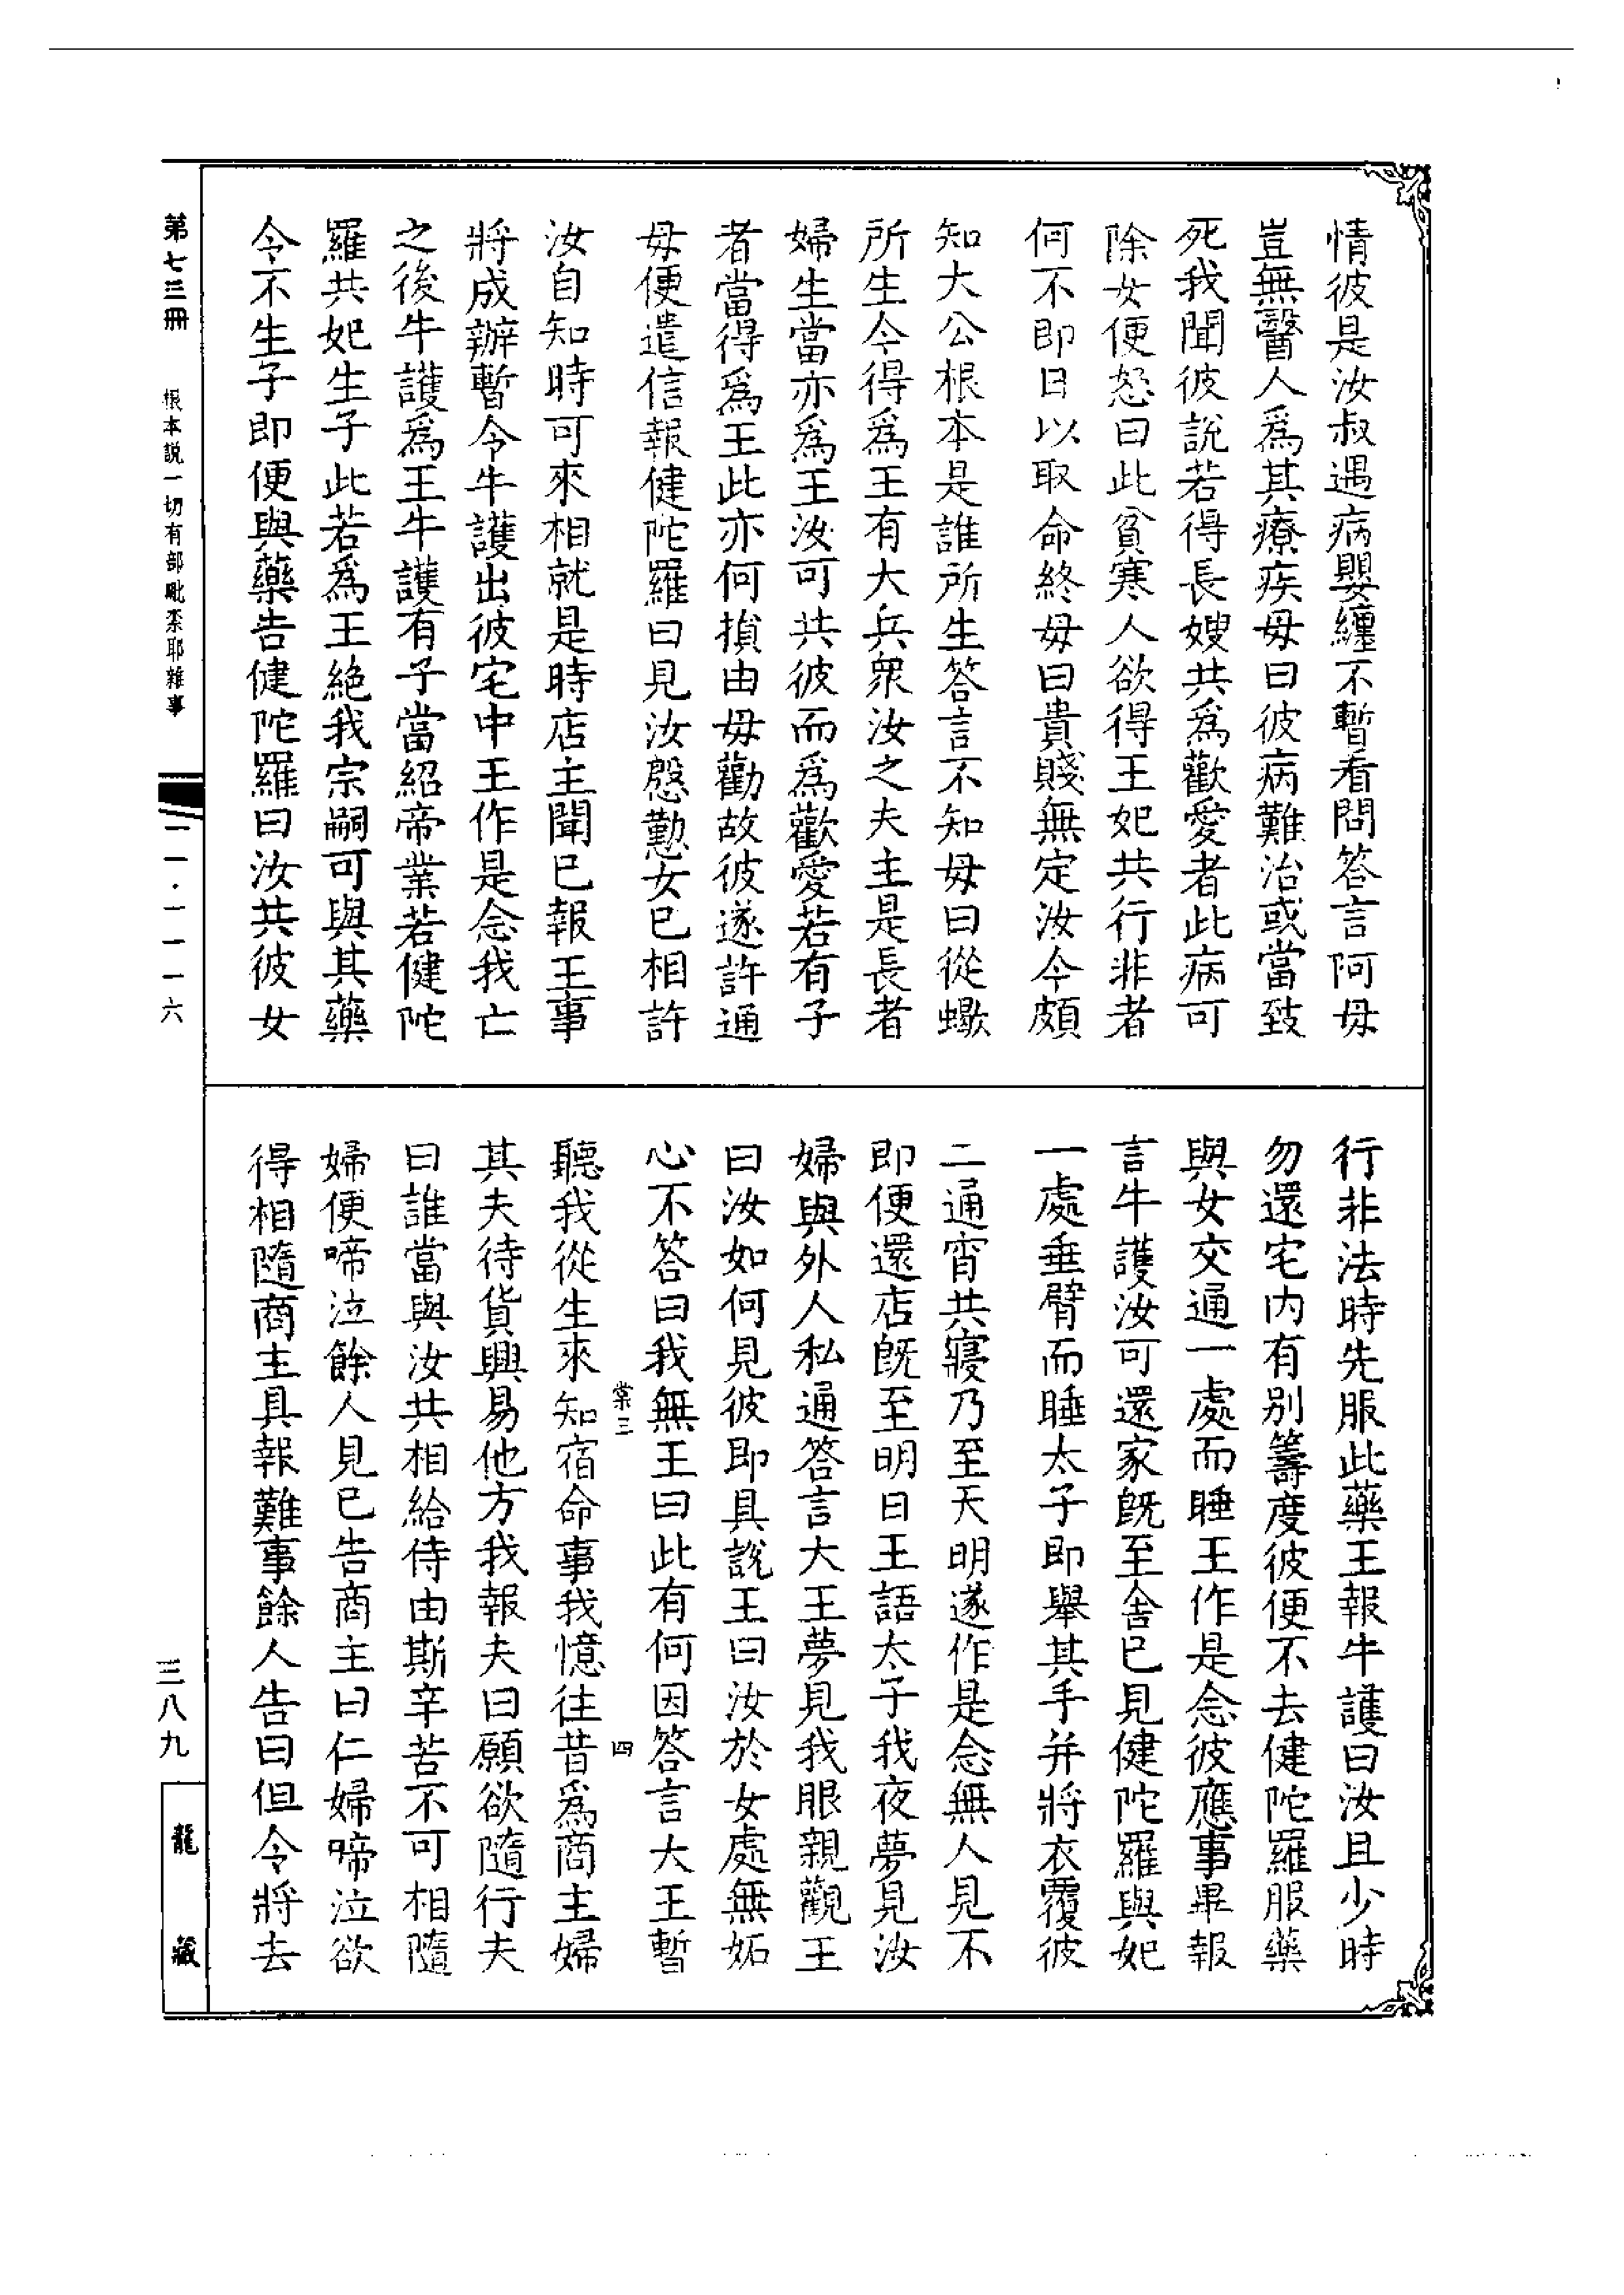 情彼是汝叔遇病嬰纏不暫看問答言阿母
豈無醫人為其療疾母曰彼病難治或當致
死我聞彼說若得長嫂共為歡愛者此病可
除女便怒曰此貧寒人欲得王妃共行非者
何不即日以取命終母曰貴賤無定汝今頗
知大公根本是誰所生答言不知母曰從蠍
所生今得為王有大兵衆汝之夫主是長者
婦生當亦為王汝可共彼而為歡愛若有子
者當得為王此亦何損由母勸故彼遂許通
母便遣信報健陀羅曰見汝慇懃女已相許
汝自知時可來相就是時店主聞已報王事
將成辦暫令牛護出彼宅中王作是念我亡
之後牛護為王牛護有子當紹帝業若健陀
羅共妃生子此若為王絕我宗嗣可與其藥
令不生子即便與藥告健陀羅曰汝共彼女
行非法時先服此藥王報牛護曰汝且少時
勿還宅內有別籌度彼便不去健陀羅服藥
與女交通一處而睡王作是念彼應事畢報
言牛護汝可還家既至舍已見健陀羅與妃
一處垂臂而睡太子即舉其手并將衣覆彼
二通宵共寢乃至天明遂作是念無人見不
即便還店既至明日王語太子我夜夢見汝
婦與外人私通答言大王夢見我眼親觀王
曰汝如何見彼即具說王曰汝於女處無妬
心不答曰我無王曰此有何因答言大王暫
棠三
四
聽我從生來知宿命事我憶往昔為商主婦
其夫待貨興易他方我報夫曰願欲隨行夫
曰誰當與汝共相給侍由斯辛苦不可相隨
婦便啼泣餘人見已告商主曰仁婦啼泣欲
得相隨商主具報難事餘人告曰但令將去
第七三冊
根本說一切有部毗柰耶雜事
一一·一一一六
三八九
龍藏